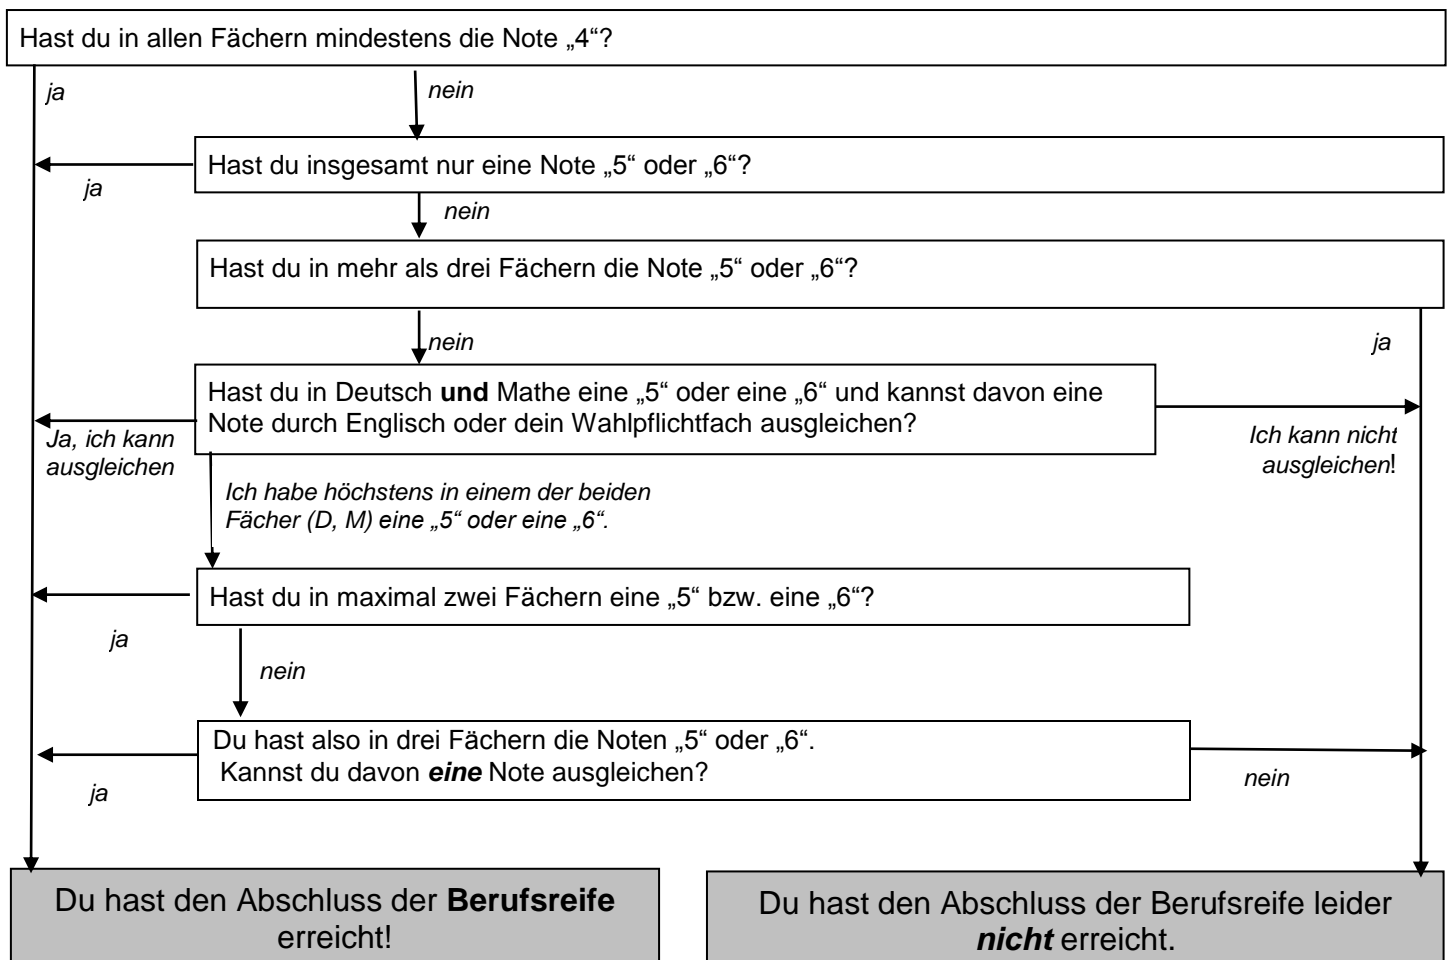 Hast du in allen Fächern mindestens die Note „4“?
ja
nein
Hast du insgesamt nur eine Note „5“ oder „6“?
ja
nein
Hast du in mehr als drei Fächern die Note „5“ oder „6“?
nein
ja
Hast du in Deutsch und Mathe eine „5“ oder eine „6“ und kannst davon eine
Note durch Englisch oder dein Wahlpflichtfach ausgleichen?
Ja, ich kann
ausgleichen
Ich kann nicht
ausgleichen!
Ich habe höchstens in einem der beiden
Fächer (D, M) eine „5“ oder eine „6“.
Hast du in maximal zwei Fächern eine „5“ bzw. eine „6“?
ja
nein
Du hast also in drei Fächern die Noten „5“ oder „6“.
Kannst du davon eine Note ausgleichen?
ja
nein
Du hast den Abschluss der Berufsreife
erreicht!
Du hast den Abschluss der Berufsreife leider
nicht erreicht.